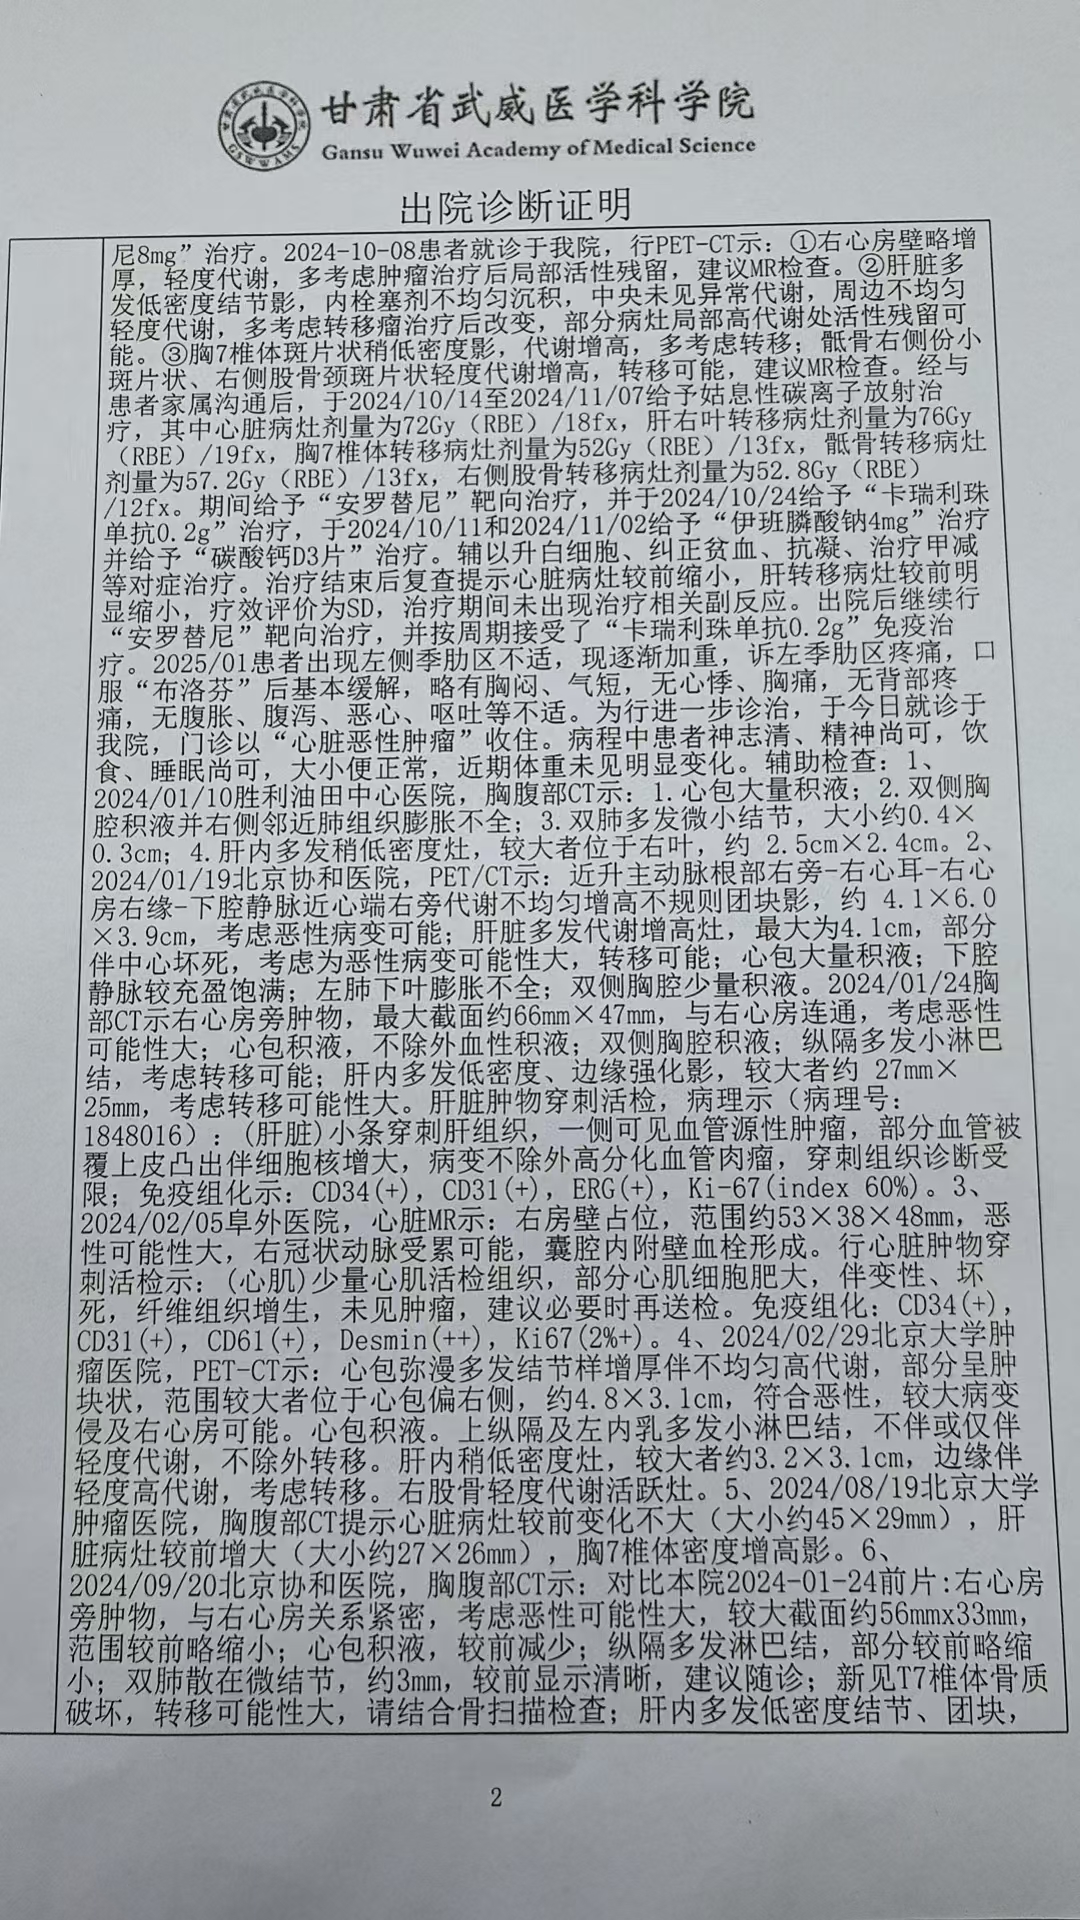 甘肃省武威医学科学院
Gansu Wuwei Academy of Medical Science
出院诊断证明
尼8mg”治疗。2024-10-08患者就诊于我院，行PET-CT示：①右心房壁略增
厚，轻度代谢，多考虑肿瘤治疗后局部活性残留，建议MR检查。②肝脏多
发低密度结节影，内栓塞剂不均匀沉积，中央未见异常代谢，周边不均匀
轻度代谢，多考虑转移瘤治疗后改变，部分病灶局部高代谢处活性残留可
能。③胸7椎体斑片状稍低密度影，代谢增高，多考虑转移；骶骨右侧份小
斑片状、右侧股骨颈斑片状轻度代谢增高，转移可能，建议MR检查。经与
患者家属沟通后，于2024/10/14至2024/11/07给予姑息性碳离子放射治
疗，其中心脏病灶剂量为72Gy（RBE）/18fx，肝右叶转移病灶剂量为76Gy
（RBE）/19fx，胸7椎体转移病灶剂量为52Gy（RBE）/13fx，骶骨转移病灶
剂量为57.2Gy（RBE）/13fx，右侧股骨转移病灶剂量为52.8Gy（RBE）
/12fx。期间给予“安罗替尼”靶向治疗，并于2024/10/24给予“卡瑞利珠
单抗0.2g”治疗，于2024/10/11和2024/11/02给予“伊班膦酸钠4mg”治疗
并给予“碳酸钙D3片”治疗。辅以升白细胞、纠正贫血、抗凝、治疗甲减
等对症治疗。治疗结束后复查提示心脏病灶较前缩小，肝转移病灶较前明
显缩小，疗效评价为SD，治疗期间未出现治疗相关副反应。出院后继续行
“安罗替尼”靶向治疗，并按周期接受了“卡瑞利珠单抗0.2g”免疫治
疗。2025/01患者出现左侧季肋区不适，现逐渐加重，诉左季肋区疼痛，口
服“布洛芬”后基本缓解，略有胸闷、气短，无心悸、胸痛，无背部疼
痛，无腹胀、腹泻、恶心、呕吐等不适。为行进一步诊治，于今日就诊于
我院，门诊以“心脏恶性肿瘤”收住。病程中患者神志清、精神尚可，饮
食、睡眠尚可，大小便正常，近期体重未见明显变化。辅助检查：1、
2024/01/10胜利油田中心医院，胸腹部CT示：1.心包大量积液；2.双侧胸
腔积液并右侧邻近肺组织膨胀不全；3.双肺多发微小结节，大小约0.4×
0.3cm；4.肝内多发稍低密度灶，较大者位于右叶，约 2.5cm×2.4cm。2、
2024/01/19北京协和医院，PET/CT示：近升主动脉根部右旁-右心耳-右心
房右缘-下腔静脉近心端右旁代谢不均匀增高不规则团块影，约 4.1×6.0
×3.9cm，考虑恶性病变可能；肝脏多发代谢增高灶，最大为4.1cm，部分
伴中心坏死，考虑为恶性病变可能性大，转移可能；心包大量积液；下腔
静脉较充盈饱满；左肺下叶膨胀不全；双侧胸腔少量积液。2024/01/24胸
部CT示右心房旁肿物，最大截面约66mm×47mm，与右心房连通，考虑恶性
可能性大；心包积液，不除外血性积液；双侧胸腔积液；纵隔多发小淋巴
结，考虑转移可能；肝内多发低密度、边缘强化影，较大者约 27mm×
25mm，考虑转移可能性大。肝脏肿物穿刺活检，病理示（病理号：
1848016）：(肝脏)小条穿刺肝组织，一侧可见血管源性肿瘤，部分血管被
覆上皮凸出伴细胞核增大，病变不除外高分化血管肉瘤，穿刺组织诊断受
限；免疫组化示：CD34(+)，CD31(+)，ERG(+)，Ki-67(index 60%)。3、
2024/02/05阜外医院，心脏MR示：右房壁占位，范围约53×38×48mm，恶
性可能性大，右冠状动脉受累可能，囊腔内附壁血栓形成。行心脏肿物穿
刺活检示：(心肌)少量心肌活检组织，部分心肌细胞肥大，伴变性、坏
死，纤维组织增生，未见肿瘤，建议必要时再送检。免疫组化：CD34(+)，
CD31(+)，CD61(+)，Desmin(++)，Ki67(2%+)。4、2024/02/29北京大学肿
瘤医院，PET-CT示：心包弥漫多发结节样增厚伴不均匀高代谢，部分呈肿
块状，范围较大者位于心包偏右侧，约4.8×3.1cm，符合恶性，较大病变
侵及右心房可能。心包积液。上纵隔及左内乳多发小淋巴结，不伴或仅伴
轻度代谢，不除外转移。肝内稍低密度灶，较大者约3.2×3.1cm，边缘伴
轻度高代谢，考虑转移。右股骨轻度代谢活跃灶。5、2024/08/19北京大学
肿瘤医院，胸腹部CT提示心脏病灶较前变化不大（大小约45×29mm），肝
脏病灶较前增大（大小约27×26mm），胸7椎体密度增高影。6、
2024/09/20北京协和医院，胸腹部CT示：对比本院2024-01-24前片:右心房
旁肿物，与右心房关系紧密，考虑恶性可能性大，较大截面约56mmx33mm，
范围较前略缩小；心包积液，较前减少；纵隔多发淋巴结，部分较前略缩
小；双肺散在微结节，约3mm，较前显示清晰，建议随诊；新见T7椎体骨质
破坏，转移可能性大，请结合骨扫描检查；肝内多发低密度结节、团块，
2